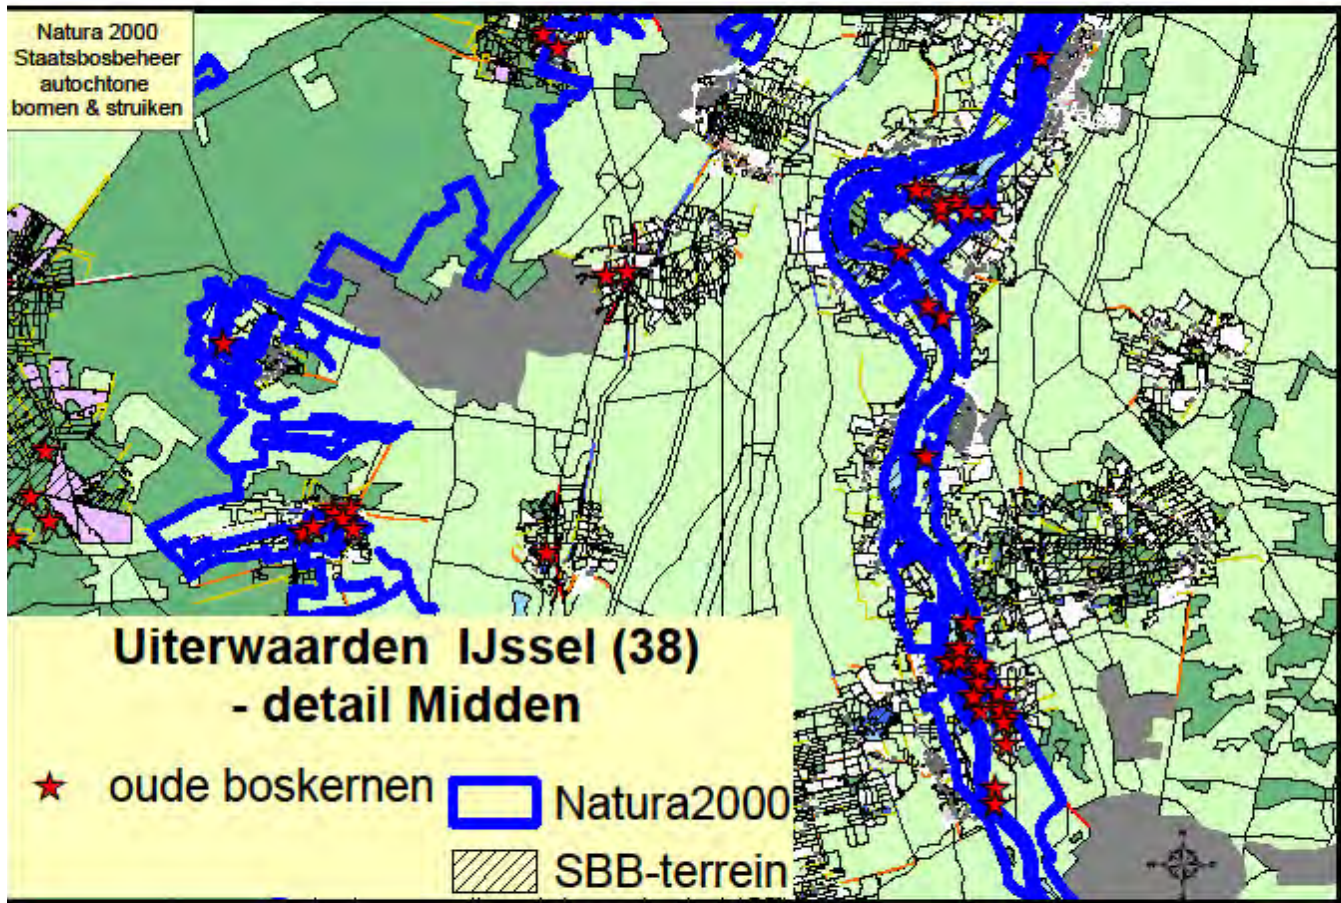 Natura 2000
Staatsbosbeheer
autochtone
bomen & struiken
Uiterwaarden IJssel (38)
- detail Midden
oude boskernen
Natura2000
SBB-terrein